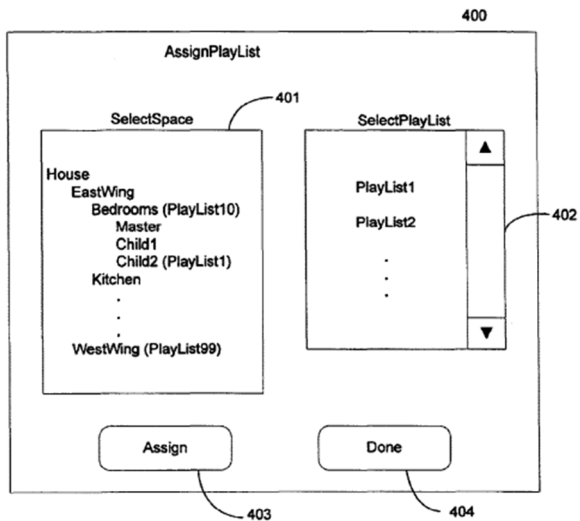 400
AssignPlayList
401
SelectSpace
House
EastWing
Bedrooms (PlayList10)
Master
Child1
Child2 (PlayList1)
Kitchen
.
.
.
WestWing (PlayList99)
SelectPlayList
PlayList1
PlayList2
.
.
.
402
Assign
Done
403
404